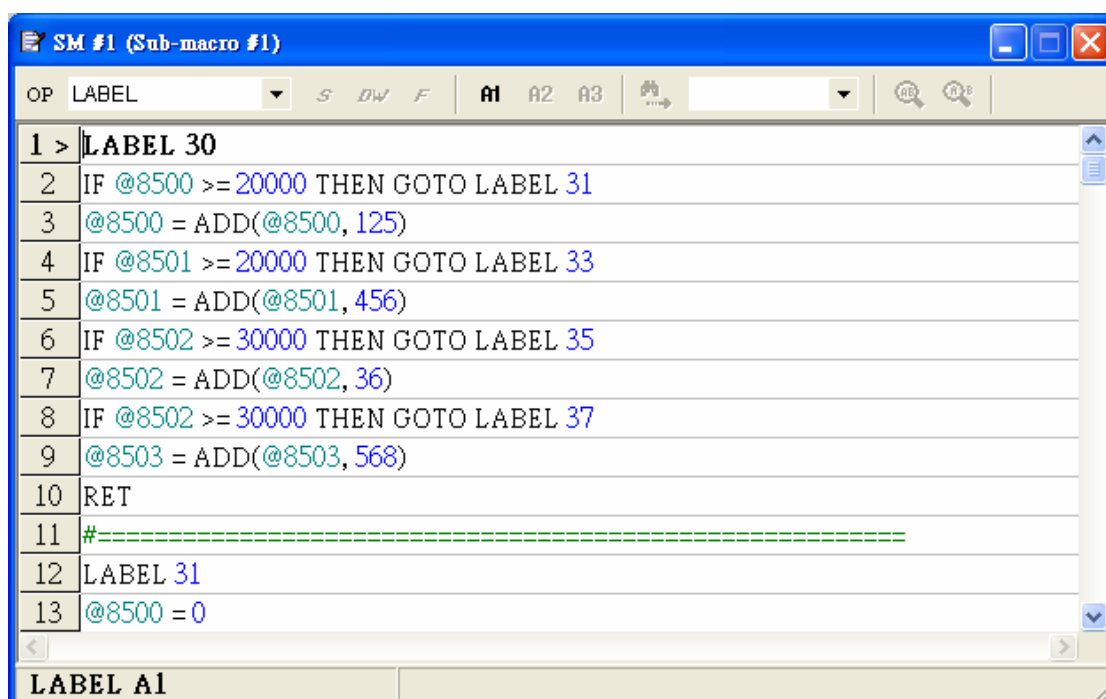 SM #1 (Sub-macro #1)
OP LABEL S DW F A1 A2 A3
1 > LABEL 30
2 IF @8500 >= 20000 THEN GOTO LABEL 31
3 @8500 = ADD(@8500, 125)
4 IF @8501 >= 20000 THEN GOTO LABEL 33
5 @8501 = ADD(@8501, 456)
6 IF @8502 >= 30000 THEN GOTO LABEL 35
7 @8502 = ADD(@8502, 36)
8 IF @8502 >= 30000 THEN GOTO LABEL 37
9 @8503 = ADD(@8503, 568)
10 RET
11 #=========================================================
12 LABEL 31
13 @8500 = 0
LABEL A1